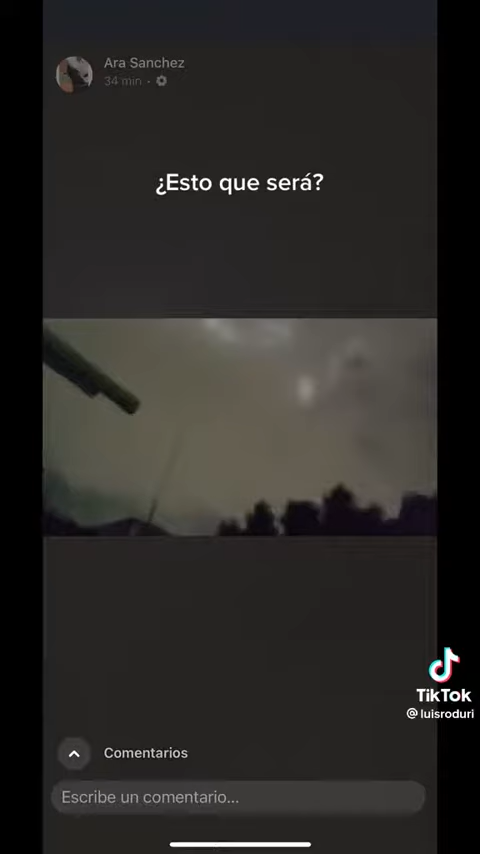 Ara Sanchez
34 min ·
¿Esto que será?
TikTok
@luisroduri
Comentarios
Escribe un comentario...